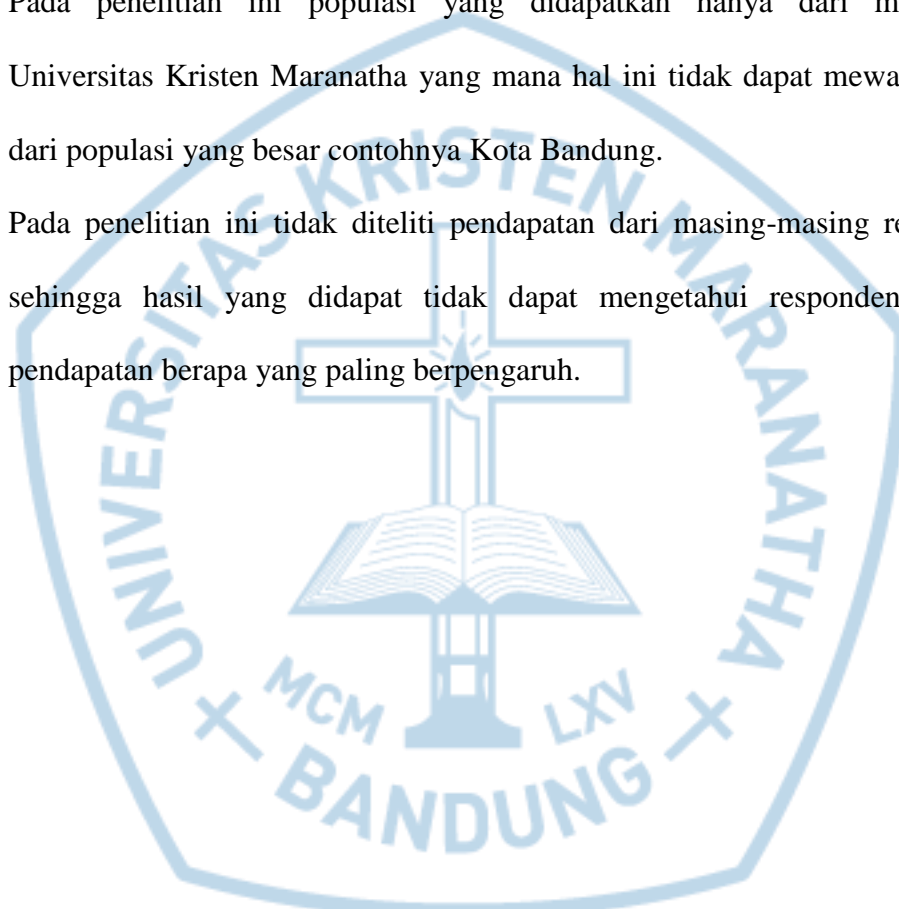 Pada penelitian ini populasi yang didapatkan hanya dari m
Universitas Kristen Maranatha yang mana hal ini tidak dapat mewa
dari populasi yang besar contohnya Kota Bandung.
Pada penelitian ini tidak diteliti pendapatan dari masing-masing re
sehingga hasil yang didapat tidak dapat mengetahui responden
pendapatan berapa yang paling berpengaruh.
UNIVERSITAS KRISTEN MARANATHA
MCM LXV
+ BANDUNG +